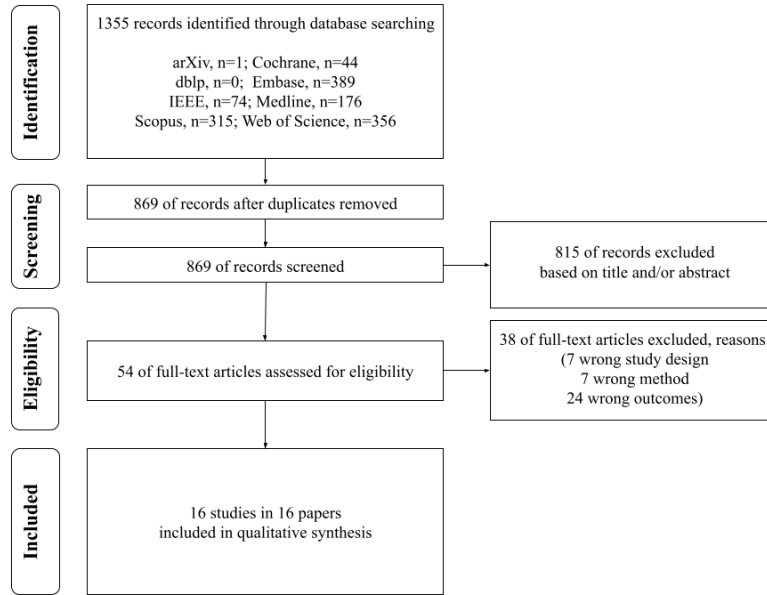 Identification
1355 records identified through database searching
arXiv, n=1; Cochrane, n=44
dblp, n=0; Embase, n=389
IEEE, n=74; Medline, n=176
Scopus, n=315; Web of Science, n=356
Screening
869 of records after duplicates removed
869 of records screened
815 of records excluded
based on title and/or abstract
Eligibility
54 of full-text articles assessed for eligibility
38 of full-text articles excluded, reasons:
(7 wrong study design
7 wrong method
24 wrong outcomes)
Included
16 studies in 16 papers
included in qualitative synthesis